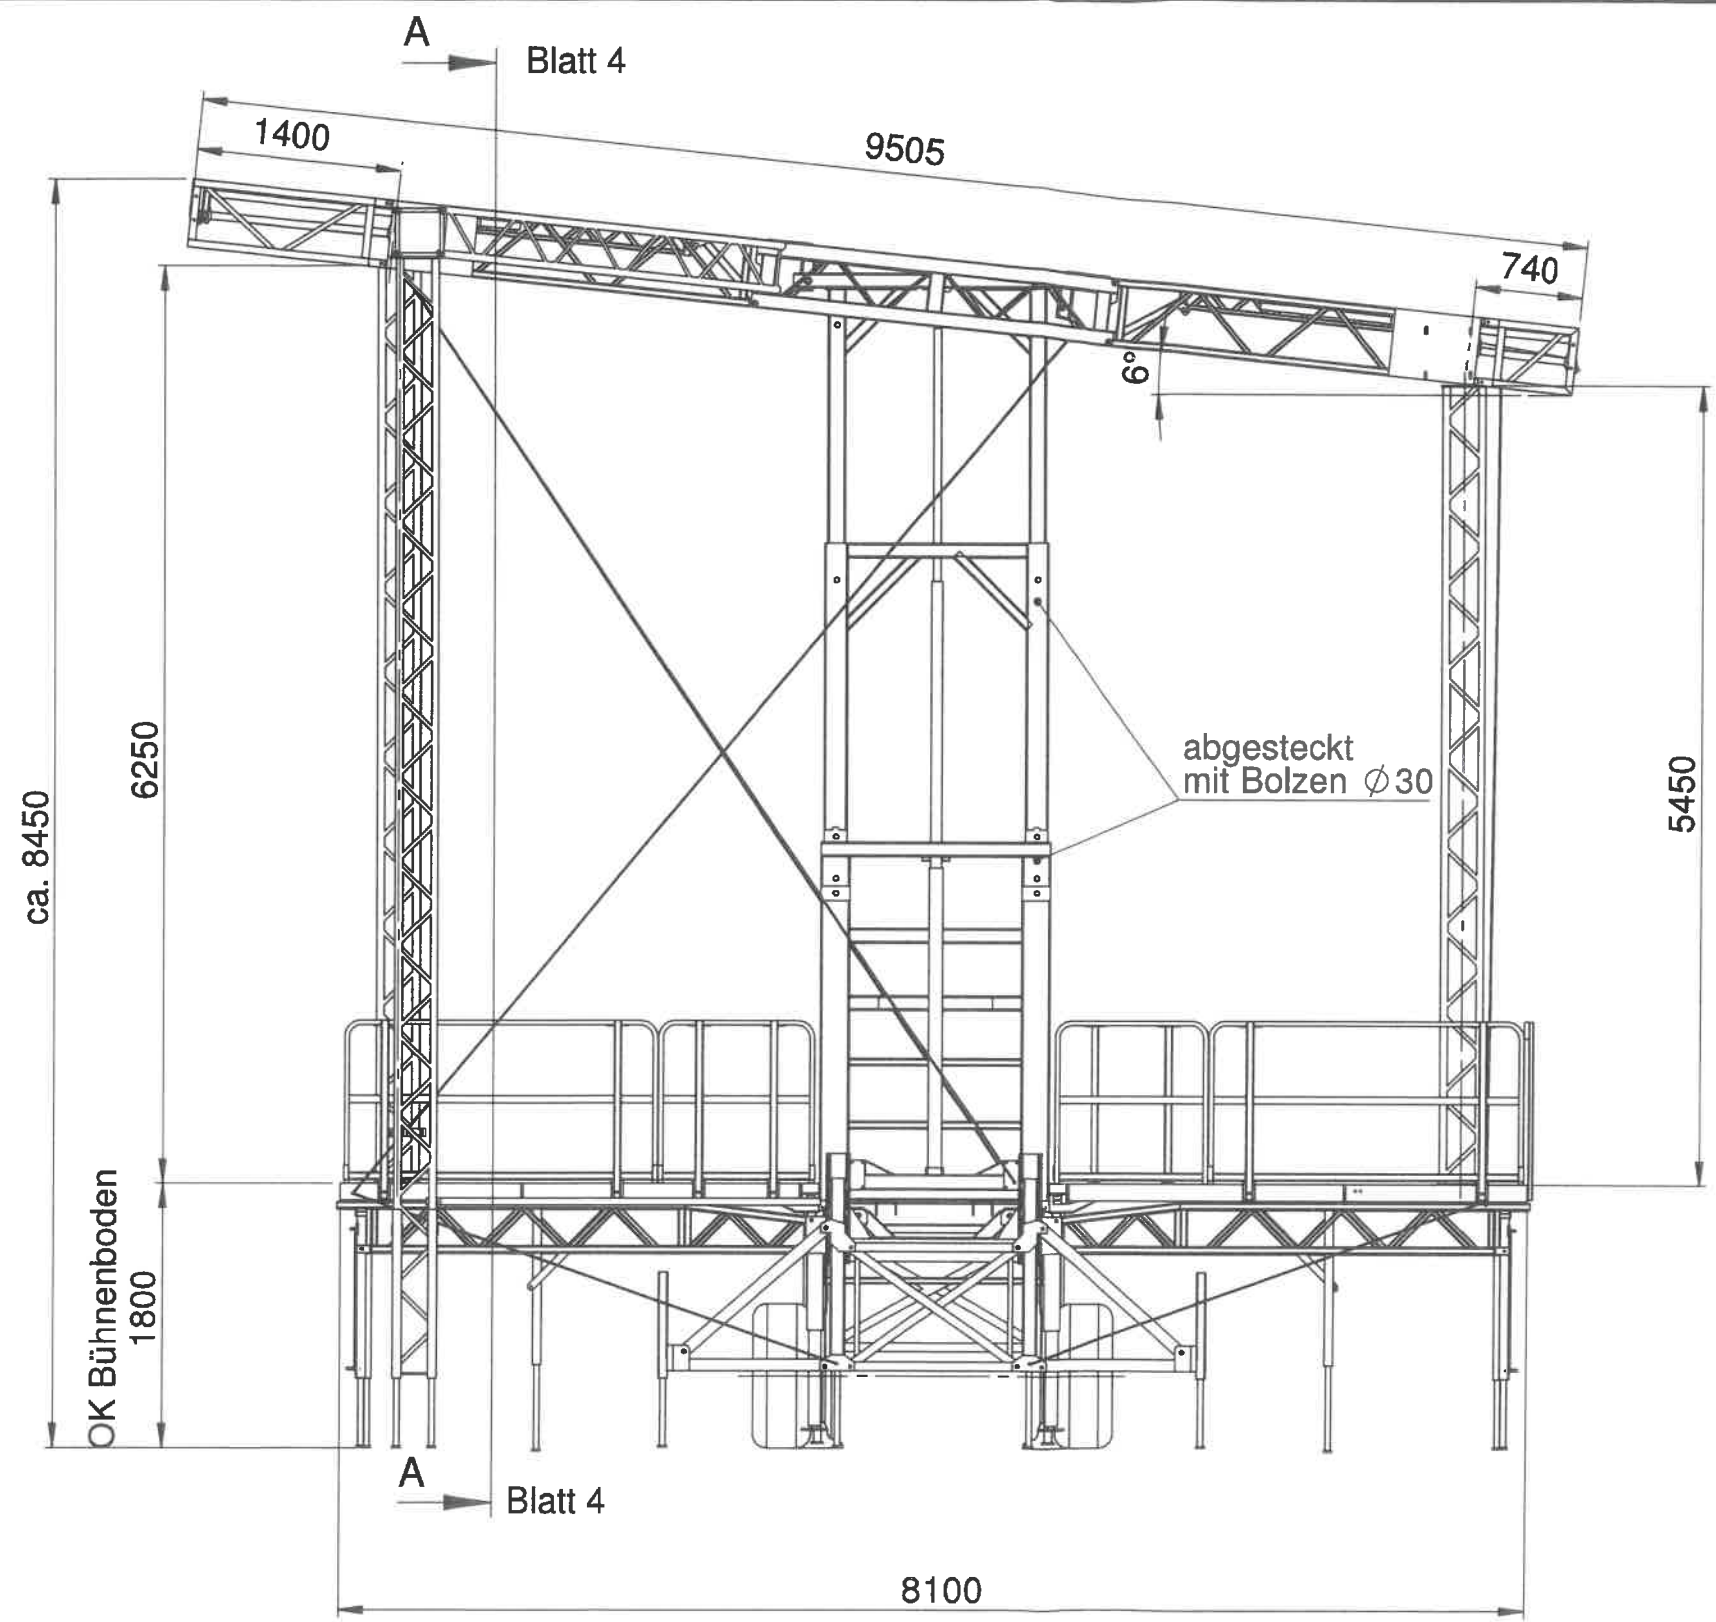 A
Blatt 4
1400
9505
740
6°
6250
ca. 8450
abgesteckt
mit Bolzen ∅30
5450
OK Bühnenboden
1800
A
Blatt 4
8100